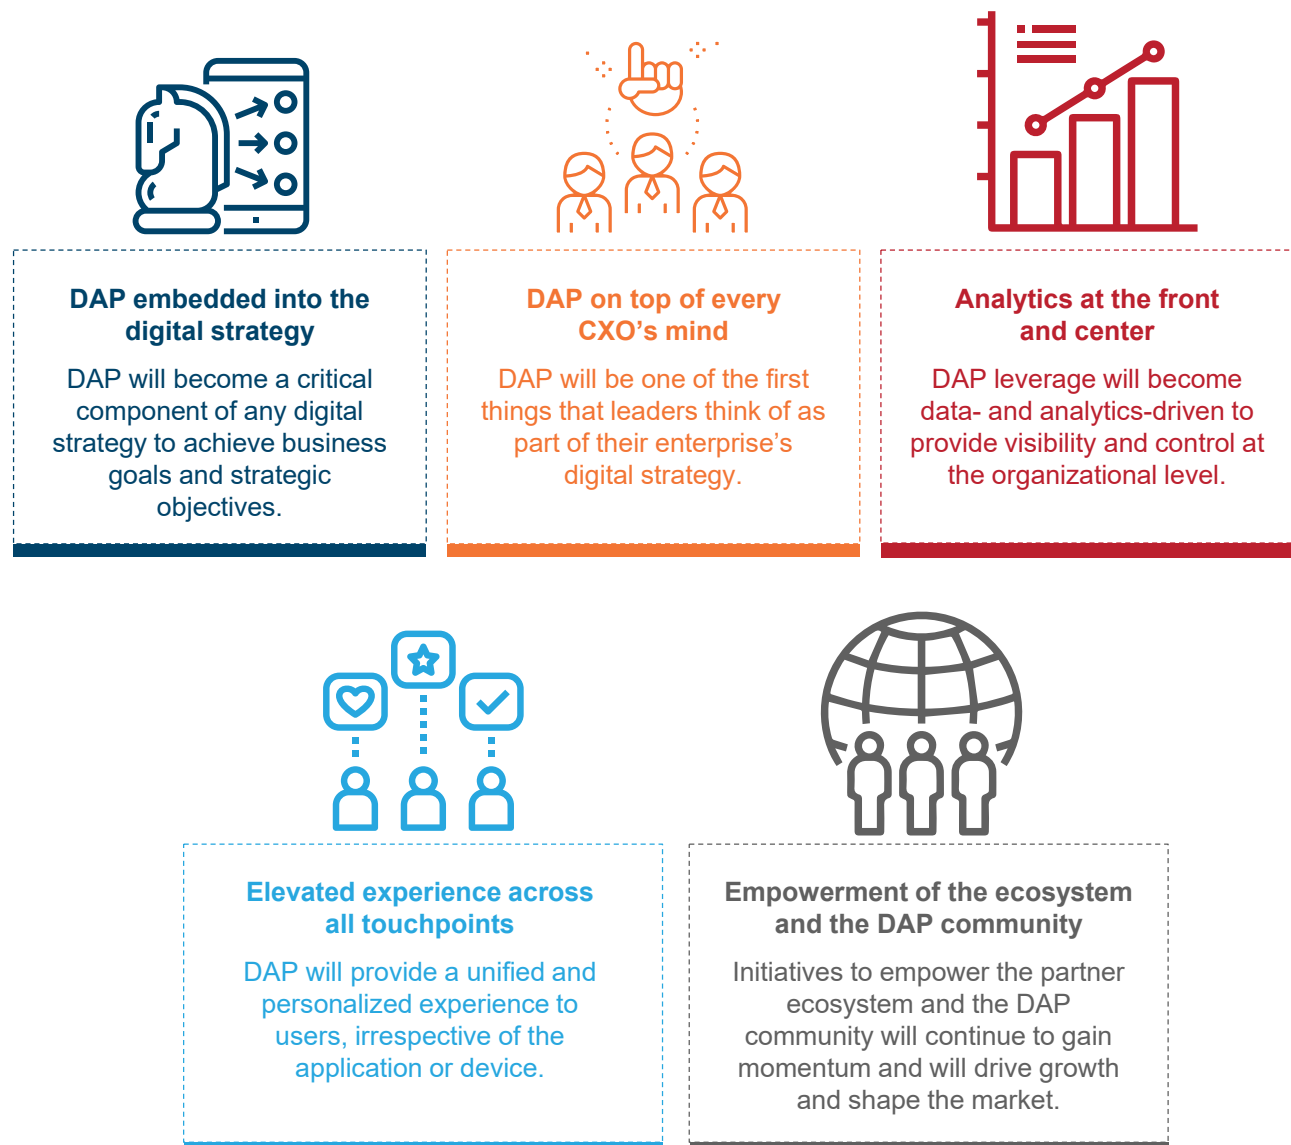 DAP embedded into the
digital strategy
DAP will become a critical
component of any digital
strategy to achieve business
goals and strategic
objectives.
DAP on top of every
CXO’s mind
DAP will be one of the first
things that leaders think of as
part of their enterprise’s
digital strategy.
Analytics at the front
and center
DAP leverage will become
data- and analytics-driven to
provide visibility and control at
the organizational level.
Elevated experience across
all touchpoints
DAP will provide a unified and
personalized experience to
users, irrespective of the
application or device.
Empowerment of the ecosystem
and the DAP community
Initiatives to empower the partner
ecosystem and the DAP
community will continue to gain
momentum and will drive growth
and shape the market.